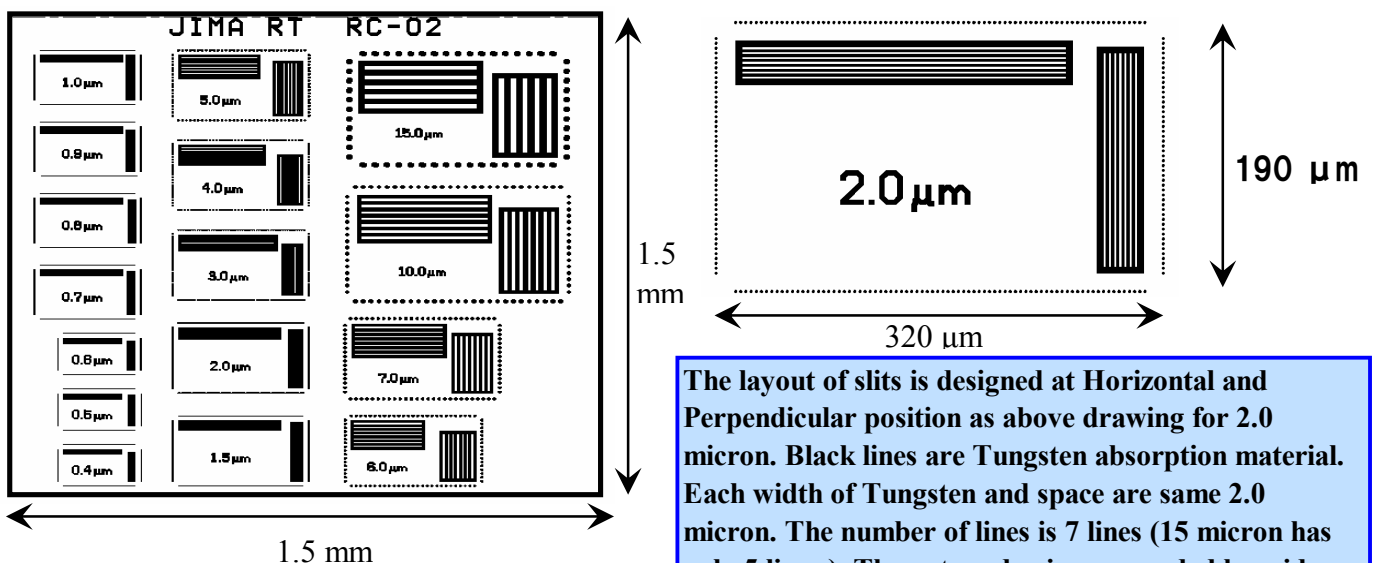 JIMA RT RC-02
1.0μm
0.9μm
0.8μm
0.7μm
0.6μm
0.5μm
0.4μm
5.0μm
4.0μm
3.0μm
2.0μm
1.5μm
15.0μm
10.0μm
7.0μm
6.0μm
1.5
mm
1.5 mm
2.0μm
190 μm
320 μm
The layout of slits is designed at Horizontal and
Perpendicular position as above drawing for 2.0
micron. Black lines are Tungsten absorption material.
Each width of Tungsten and space are same 2.0
micron. The number of lines is 7 lines (15 micron has